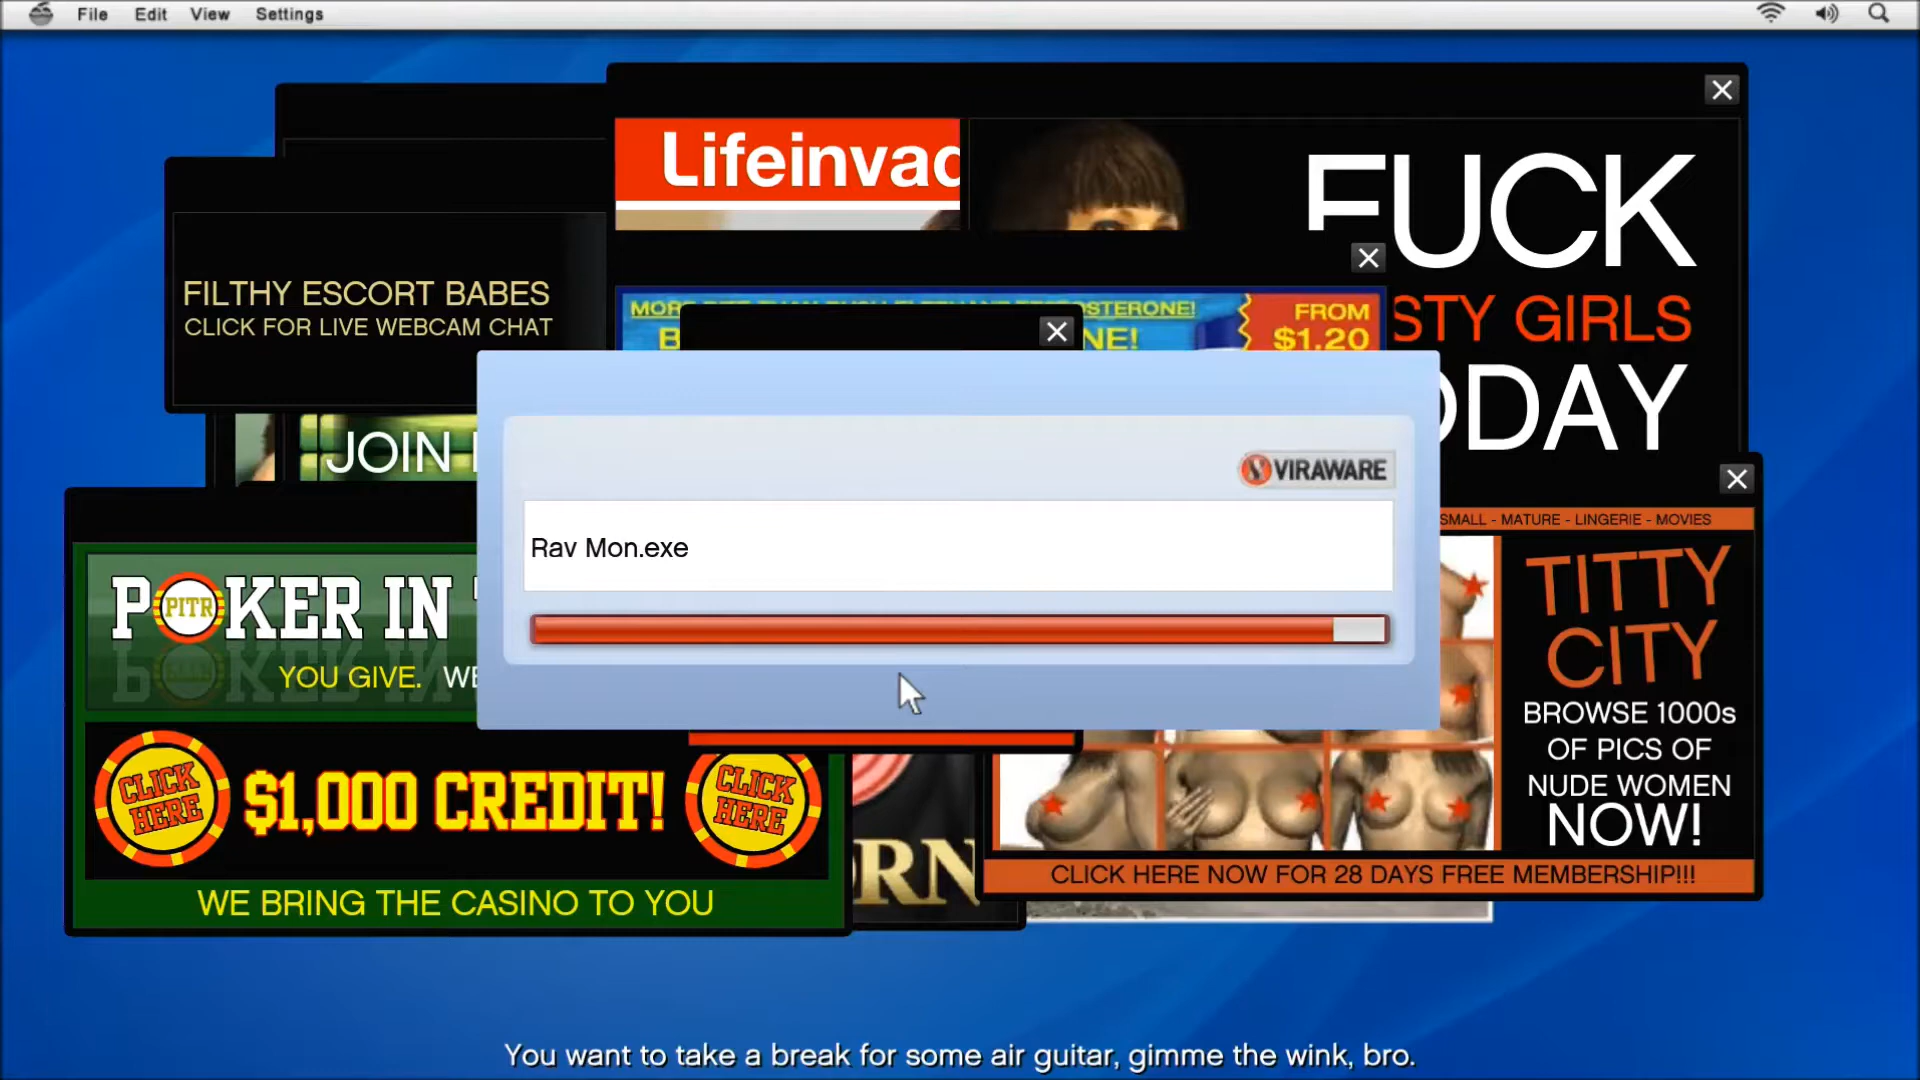 File Edit View Settings
Lifeinvad
FUCK
STY GIRLS
ODAY
FILTHY ESCORT BABES
CLICK FOR LIVE WEBCAM CHAT
STEROSTERONE!
NE!
FROM
$1.20
JOIN
VIRAWARE
Rav Mon.exe
SMALL - MATURE - LINGERIE - MOVIES
TITTY
CITY
BROWSE 1000s
OF PICS OF
NUDE WOMEN
NOW!
CLICK HERE NOW FOR 28 DAYS FREE MEMBERSHIP!!!
POKER IN
PITR
YOU GIVE. WE
CLICK HERE
$1,000 CREDIT!
CLICK HERE
WE BRING THE CASINO TO YOU
RN
You want to take a break for some air guitar, gimme the wink, bro.